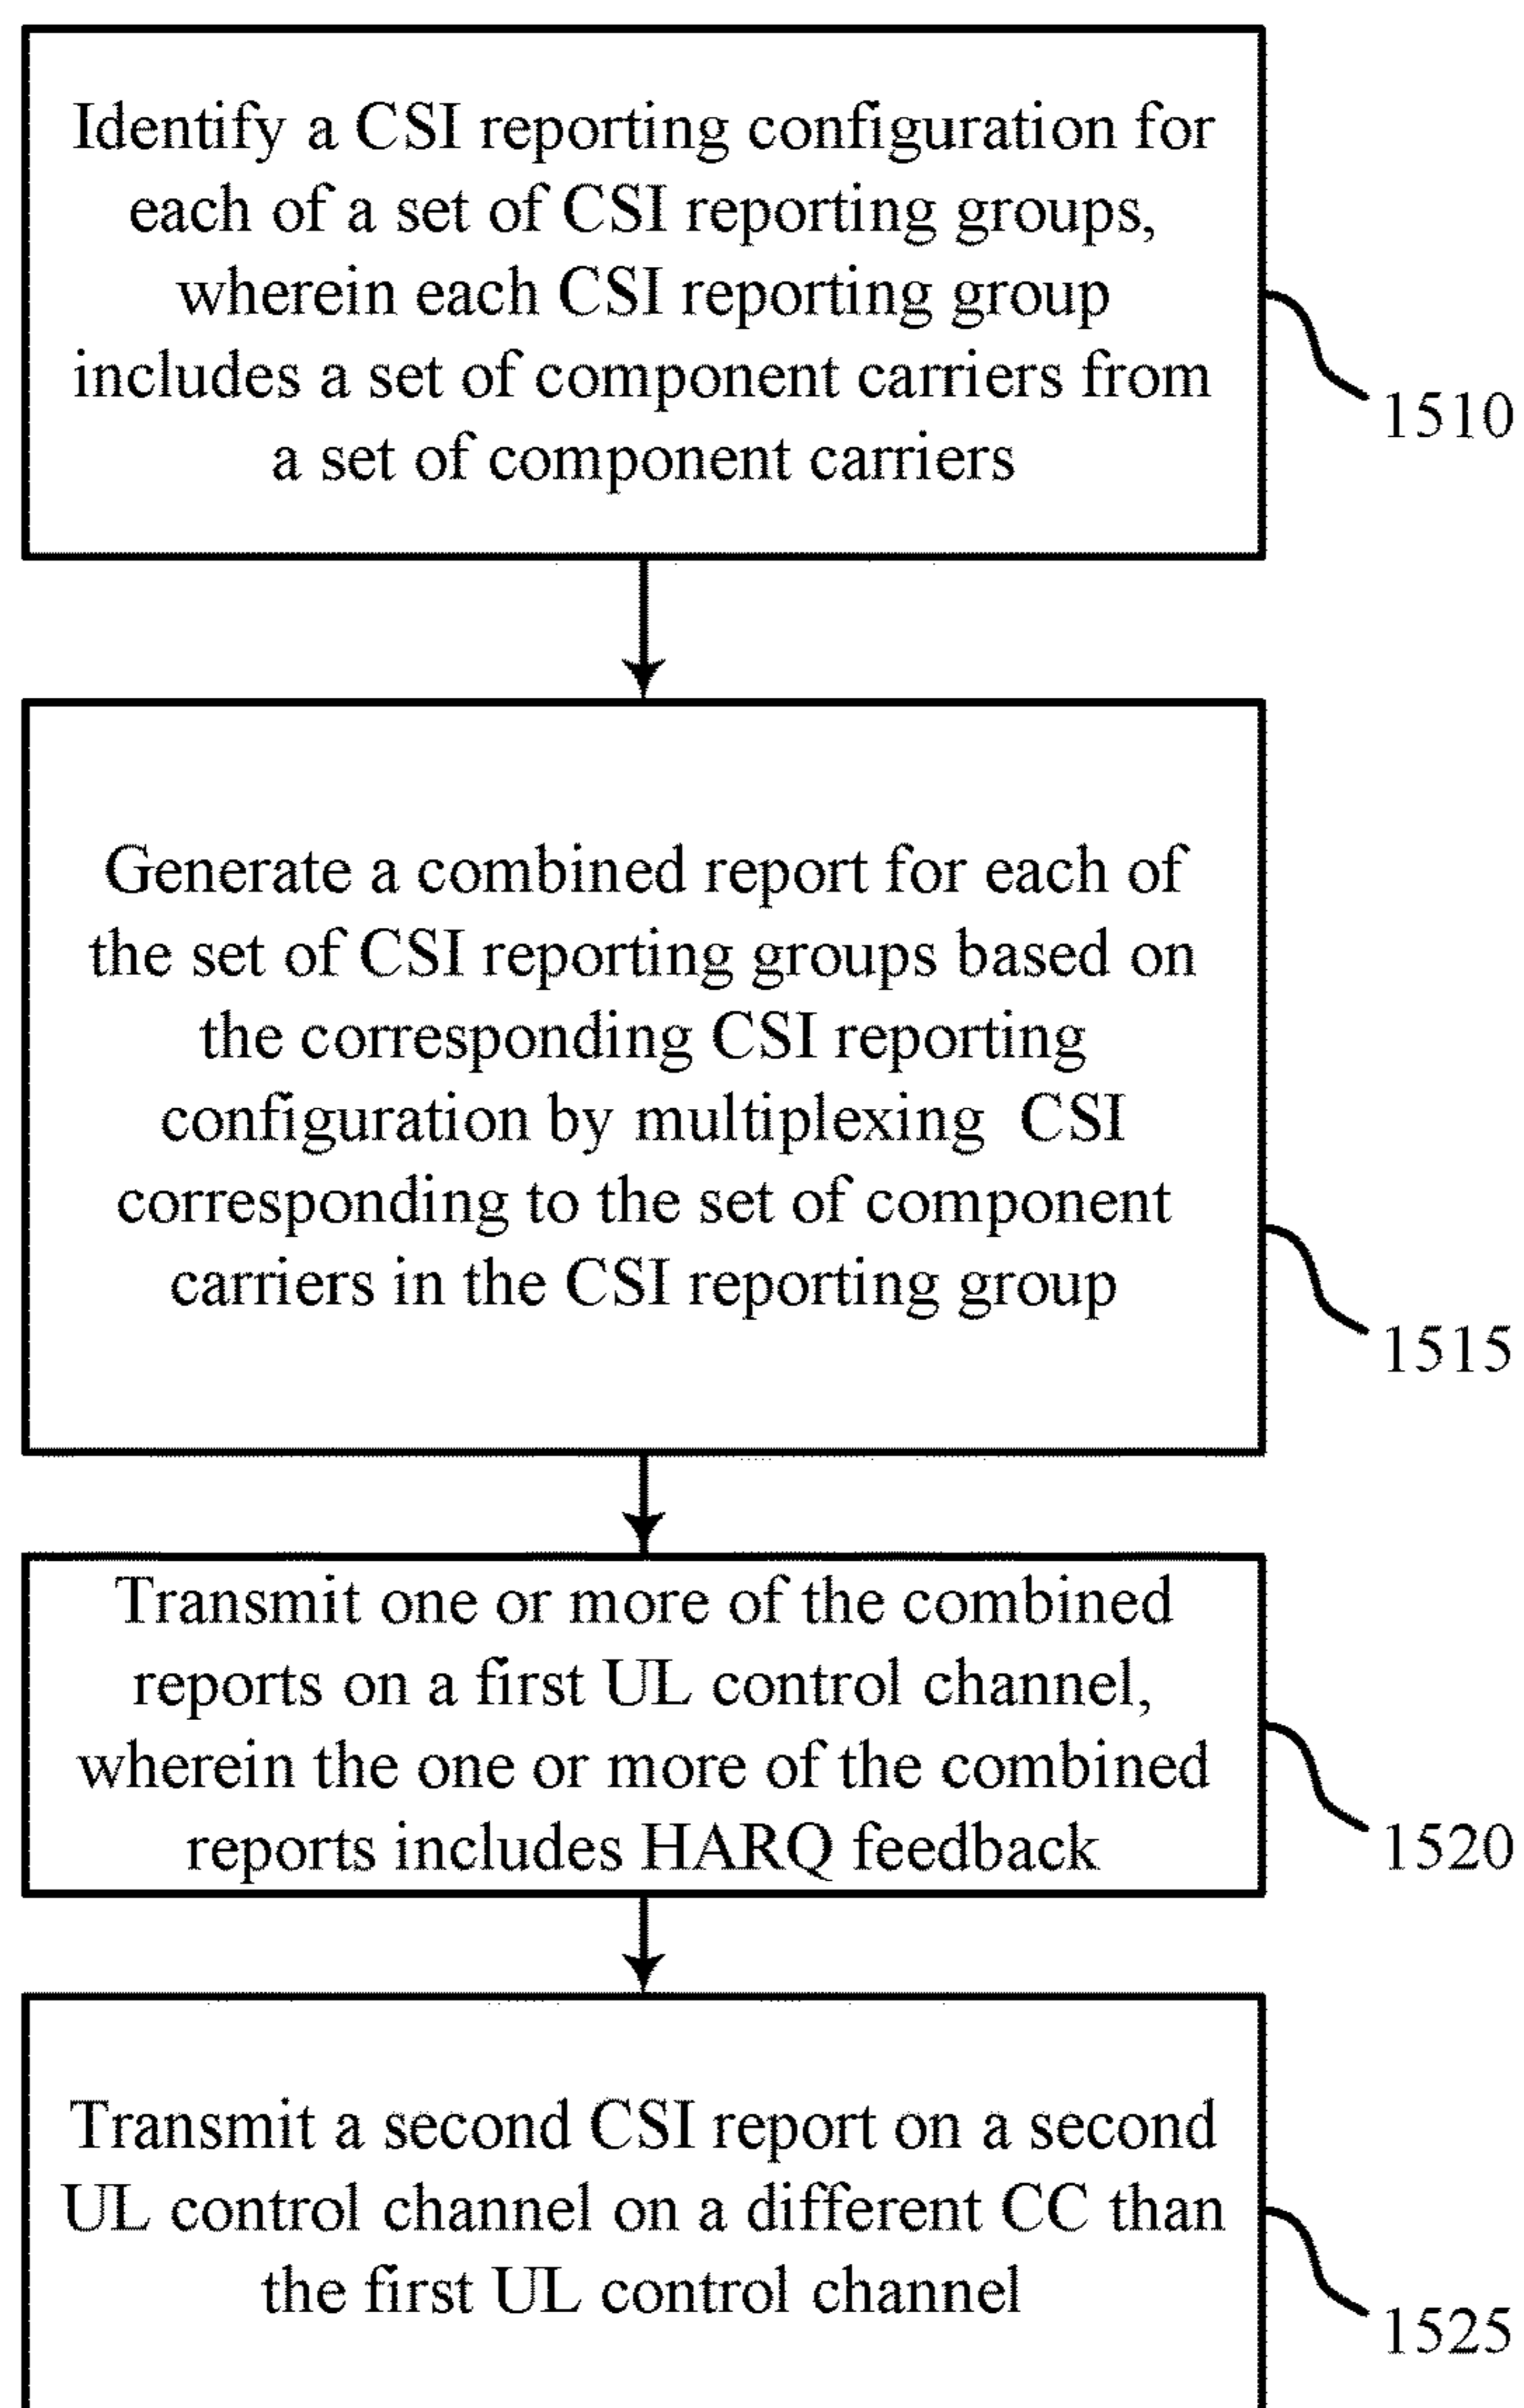 Identify a CSI reporting configuration for
each of a set of CSI reporting groups,
wherein each CSI reporting group
includes a set of component carriers from
a set of component carriers
1510
Generate a combined report for each of
the set of CSI reporting groups based on
the corresponding CSI reporting
configuration by multiplexing CSI
corresponding to the set of component
carriers in the CSI reporting group
1515
Transmit one or more of the combined
reports on a first UL control channel,
wherein the one or more of the combined
reports includes HARQ feedback
1520
Transmit a second CSI report on a second
UL control channel on a different CC than
the first UL control channel
1525